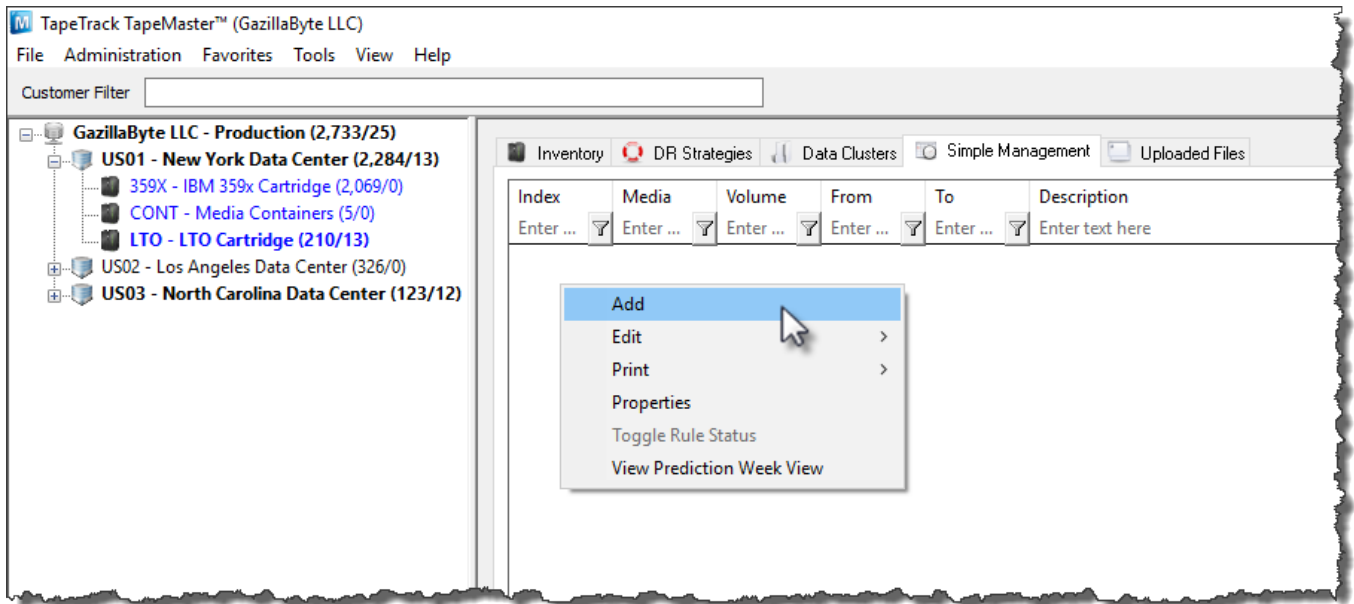 TapeTrack TapeMaster™ (GazillaByte LLC)
File Administration Favorites Tools View Help
Customer Filter
GazillaByte LLC - Production (2,733/25)
US01 - New York Data Center (2,284/13)
359X - IBM 359x Cartridge (2,069/0)
CONT - Media Containers (5/0)
LTO - LTO Cartridge (210/13)
US02 - Los Angeles Data Center (326/0)
US03 - North Carolina Data Center (123/12)
Inventory DR Strategies Data Clusters Simple Management Uploaded Files
Index Media Volume From To Description
Enter ... Enter ... Enter ... Enter ... Enter ... Enter text here
Add
Edit
Print
Properties
Toggle Rule Status
View Prediction Week View